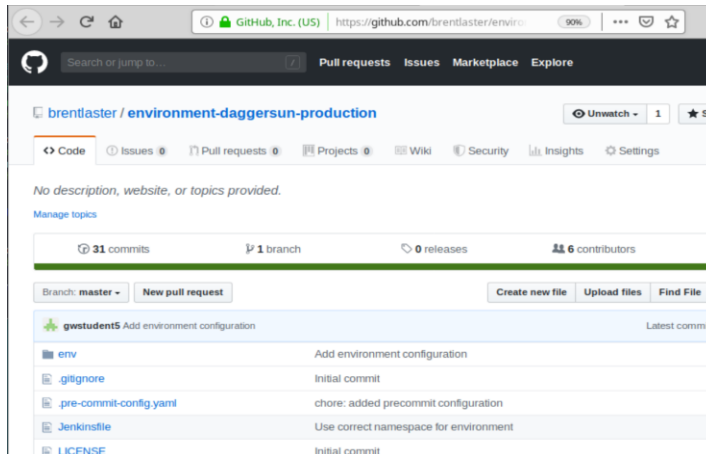 GitHub, Inc. (US) https://github.com/brentlaster/enviro 90%
Search or jump to... / Pull requests Issues Marketplace Explore
brentlaster / environment-daggersun-production Unwatch 1
Code Issues 0 Pull requests 0 Projects 0 Wiki Security Insights Settings
No description, website, or topics provided.
Manage topics
31 commits 1 branch 0 releases 6 contributors
Branch: master New pull request Create new file Upload files Find File
gwstudent5 Add environment configuration Latest comm
env Add environment configuration
.gitignore Initial commit
.pre-commit-config.yaml chore: added precommit configuration
Jenkinsfile Use correct namespace for environment
LICENSE Initial commit